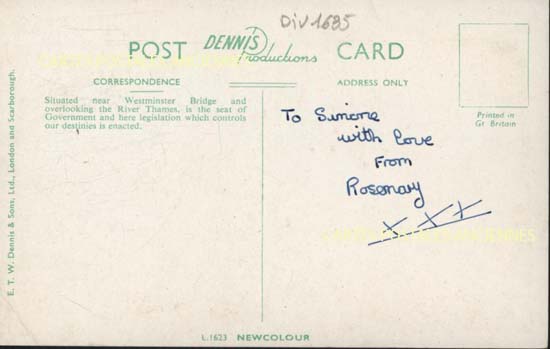 Div1685
POST DENNIS Productions CARD
CORRESPONDENCE
ADDRESS ONLY
Situated near Westminster Bridge and
overlooking the River Thames, is the seat of
Government and here legislation which controls
our destinies is enacted.
Printed in
Gt Britain
To Simone
with love
From
Rosemary
X X X
E. T. W. Dennis & Sons, Ltd., London and Scarborough.
L.1623 NEWCOLOUR